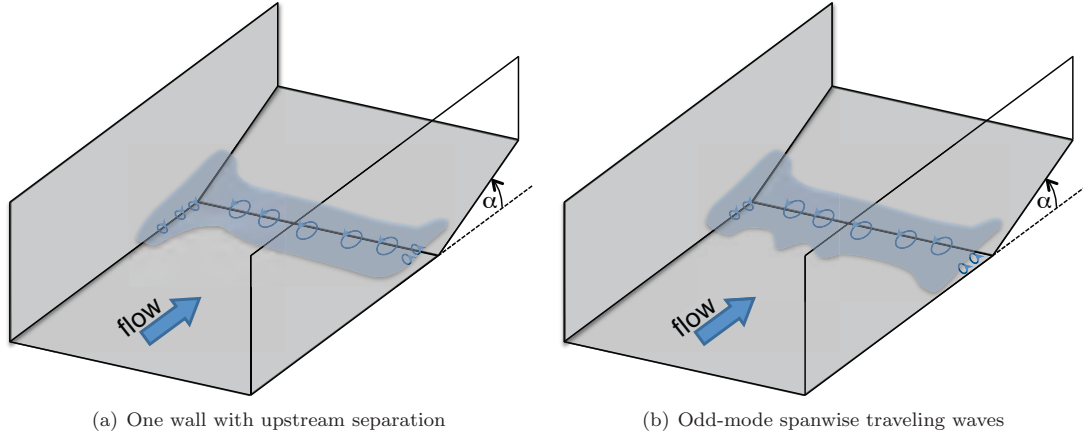 α
flow
(a) One wall with upstream separation
α
flow
(b) Odd-mode spanwise traveling waves